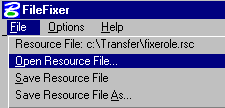 FileFixer
File Options Help
Resource File: c:\Transfer\fixerole.rsc
Open Resource File...
Save Resource File
Save Resource File As...